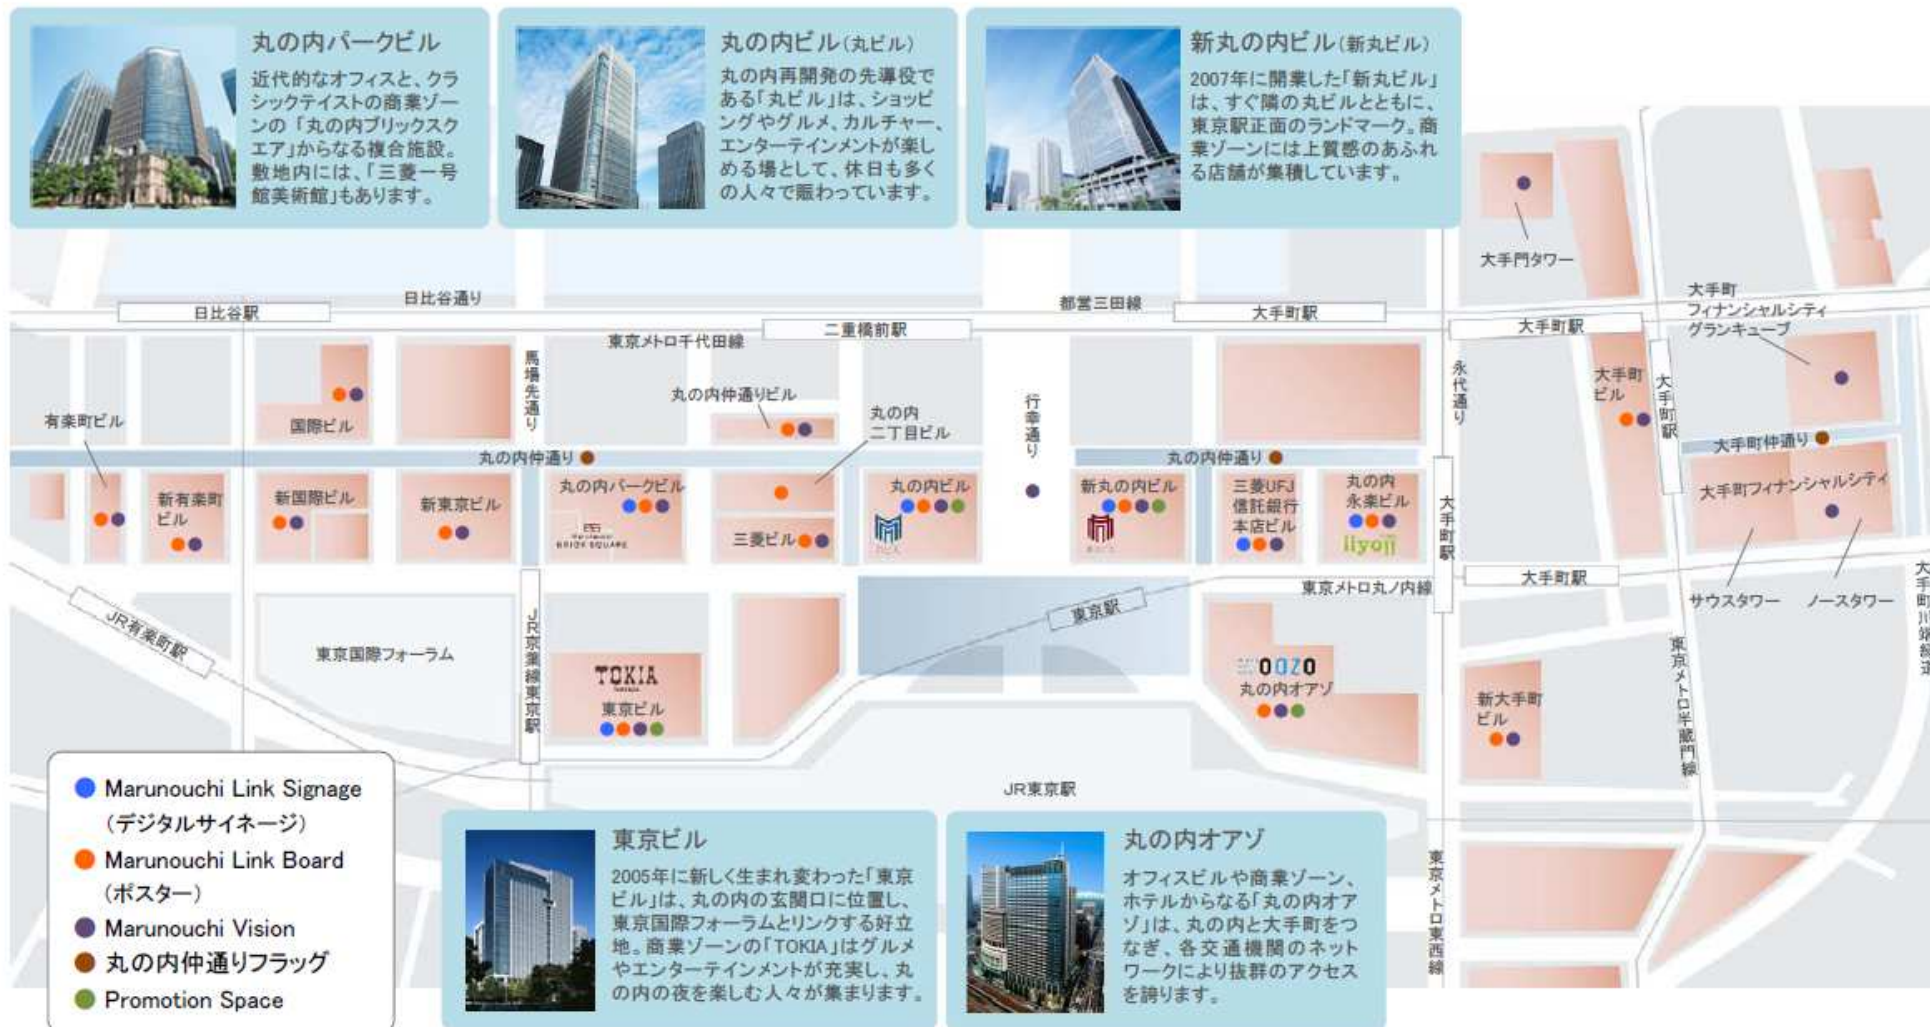 丸の内パークビル
近代的なオフィスと、クラ
シックテイストの商業ゾー
ンの「丸の内ブリックスク
エア」からなる複合施設。
敷地内には、「三菱一号
館美術館」もあります。
丸の内ビル(丸ビル)
丸の内再開発の先導役で
ある「丸ビル」は、ショッピ
ングやグルメ、カルチャー、
エンターテインメントが楽し
める場として、休日も多く
の人々で賑わっています。
新丸の内ビル(新丸ビル)
2007年に開業した「新丸ビル」
は、すぐ隣の丸ビルとともに、
東京駅正面のランドマーク。商
業ゾーンには上質感のあふれ
る店舗が集積しています。
大手門タワー
日比谷通り
都営三田線
日比谷駅
二重橋前駅
大手町駅
大手町駅
大手町
フィナンシャルシティ
グランキューブ
東京メトロ千代田線
馬場先通り
行幸通り
永代通り
大手町
ビル
大手町駅
有楽町ビル
国際ビル
丸の内仲通りビル
丸の内
二丁目ビル
丸の内仲通り
丸の内仲通り
大手町仲通り
新有楽町
ビル
新国際ビル
新東京ビル
丸の内パークビル
BRICK SQUARE
三菱ビル
丸の内ビル
新丸の内ビル
三菱UFJ
信託銀行
本店ビル
丸の内
永楽ビル
iiyo!!
大手町駅
大手町フィナンシャルシティ
サウスタワー
ノースタワー
大手町駅
東京メトロ丸ノ内線
東京駅
大手町川端緑道
JR有楽町駅
東京国際フォーラム
JR京葉線東京駅
TOKIA
東京ビル
OOZO
丸の内オアゾ
新大手町
ビル
東京メトロ半蔵門線
JR東京駅
東京メトロ東西線
Marunouchi Link Signage
(デジタルサイネージ)
Marunouchi Link Board
(ポスター)
Marunouchi Vision
丸の内仲通りフラッグ
Promotion Space
東京ビル
2005年に新しく生まれ変わった「東京
ビル」は、丸の内の玄関口に位置し、
東京国際フォーラムとリンクする好立
地。商業ゾーンの「TOKIA」はグルメ
やエンターテインメントが充実し、丸
の内の夜を楽しむ人々が集まります。
丸の内オアゾ
オフィスビルや商業ゾーン、
ホテルからなる「丸の内オア
ゾ」は、丸の内と大手町をつ
なぎ、各交通機関のネット
ワークにより抜群のアクセス
を誇ります。